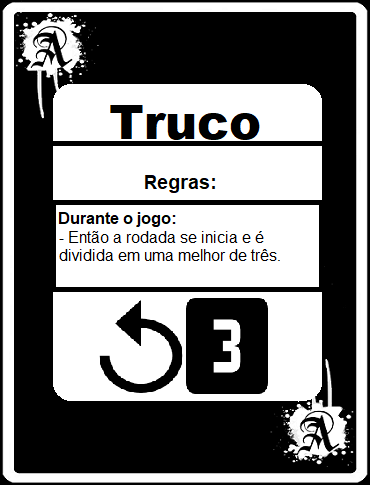 A
Truco
Regras:
Durante o jogo:
- Então a rodada se inicia e é
dividida em uma melhor de três.
3
A